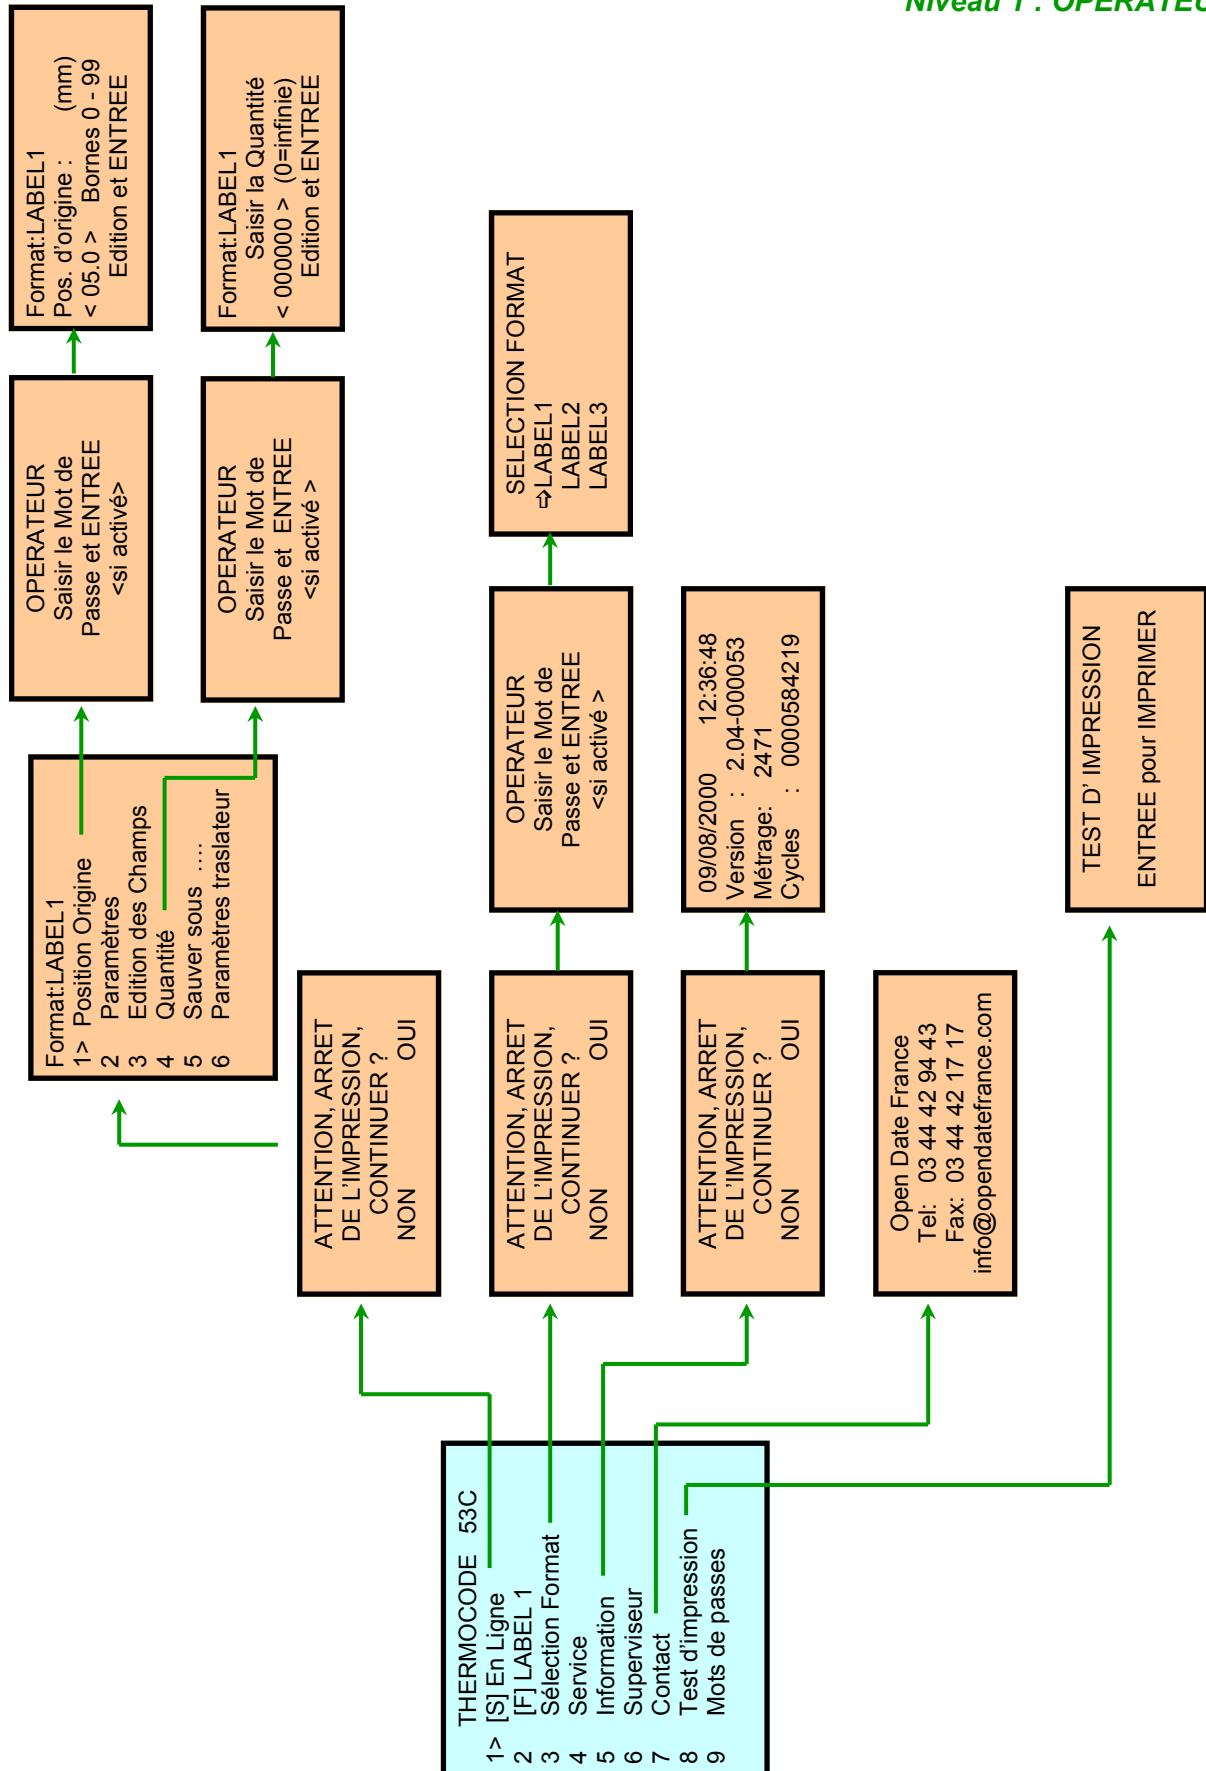 Niveau 1 : OPERATEU
THERMOCODE 53C
1> [S] En Ligne
2 [F] LABEL 1
3 Sélection Format
4 Service
5 Information
6 Superviseur
7 Contact
8 Test d'impression
9 Mots de passes
ATTENTION, ARRET
DE L'IMPRESSION,
CONTINUER ?
NON OUI
Format:LABEL1
1> Position Origine
2 Paramètres
3 Edition des Champs
4 Quantité
5 Sauver sous ….
6 Paramètres traslateur
OPERATEUR
Saisir le Mot de
Passe et ENTREE
<si activé>
Format:LABEL1
Pos. d'origine : (mm)
< 05.0 > Bornes 0 - 99
Edition et ENTREE
OPERATEUR
Saisir le Mot de
Passe et ENTREE
<si activé >
Format:LABEL1
Saisir la Quantité
< 000000 > (0=infinie)
Edition et ENTREE
ATTENTION, ARRET
DE L'IMPRESSION,
CONTINUER ?
NON OUI
OPERATEUR
Saisir le Mot de
Passe et ENTREE
<si activé >
SELECTION FORMAT
⇨LABEL1
LABEL2
LABEL3
ATTENTION, ARRET
DE L'IMPRESSION,
CONTINUER ?
NON OUI
09/08/2000 12:36:48
Version : 2.04-000053
Métrage: 2471
Cycles : 0000584219
Open Date France
Tel: 03 44 42 94 43
Fax: 03 44 42 17 17
info@opendatefrance.com
TEST D' IMPRESSION
ENTREE pour IMPRIMER